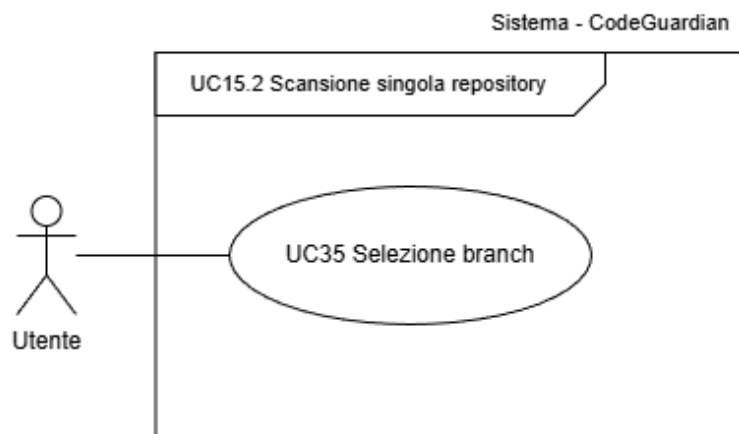 Sistema - CodeGuardian
UC15.2 Scansione singola repository
UC35 Selezione branch
Utente